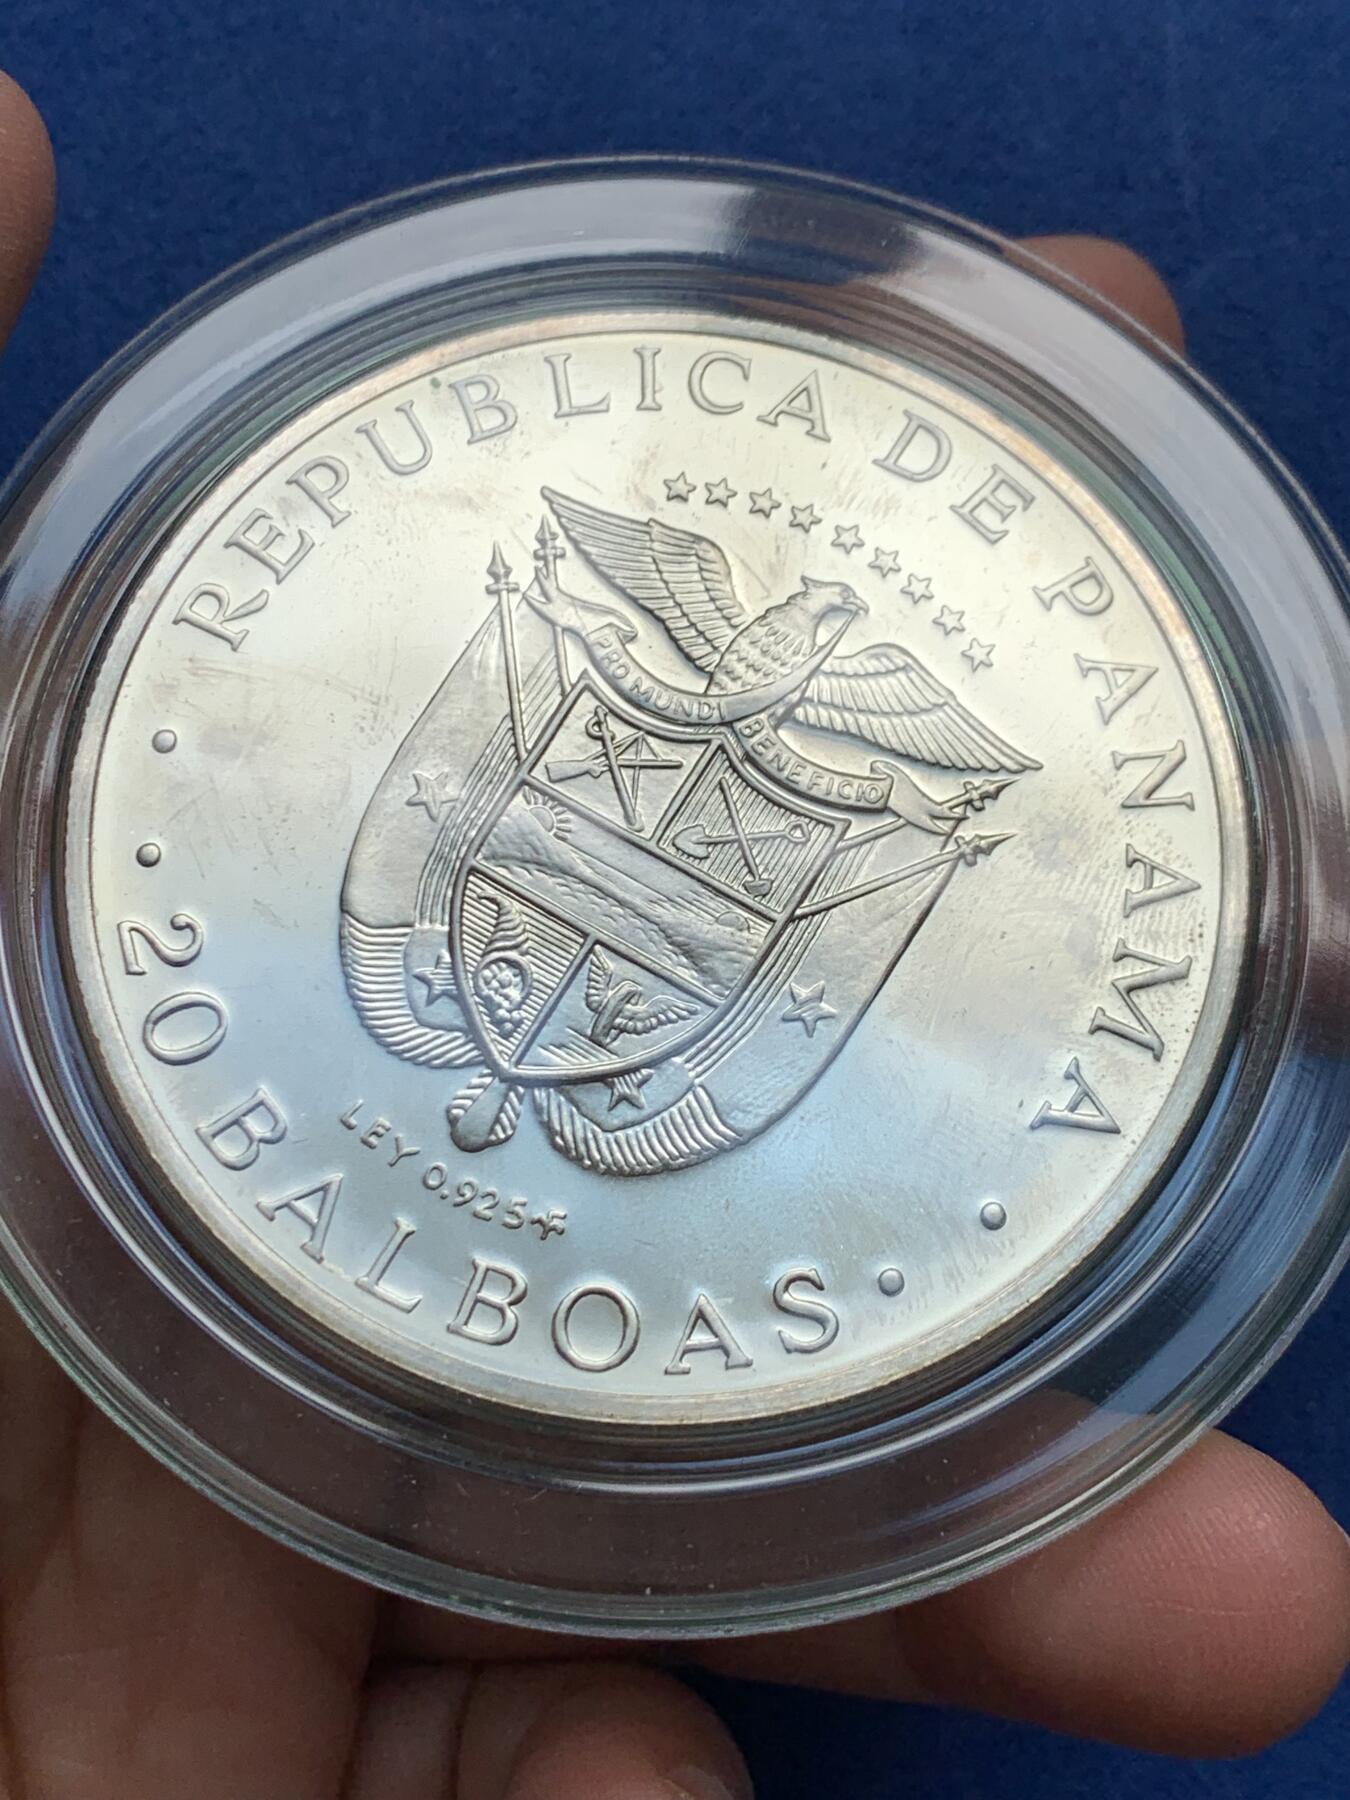 REPUBLICA DE PANAMA
PRO MUNDI BENEFICIO
LEY 0.925
20 BALBOAS